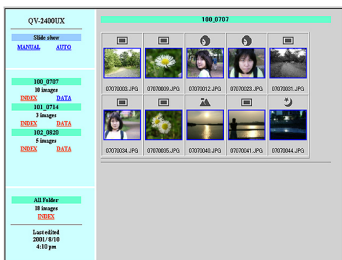 QV-2400UX
Slide show
MANUAL AUTO
100_0707
10 images
INDEX DATA
101_0714
3 images
INDEX DATA
102_0820
5 images
INDEX DATA
All Folder
18 images
INDEX
Last edited
2001/8/10
4:10 pm
100_0707
07070003.JPG 07070009.JPG 07070012.JPG 07070023.JPG 07070031.JPG
07070034.JPG 07070035.JPG 07070040.JPG 07070041.JPG 07070044.JPG